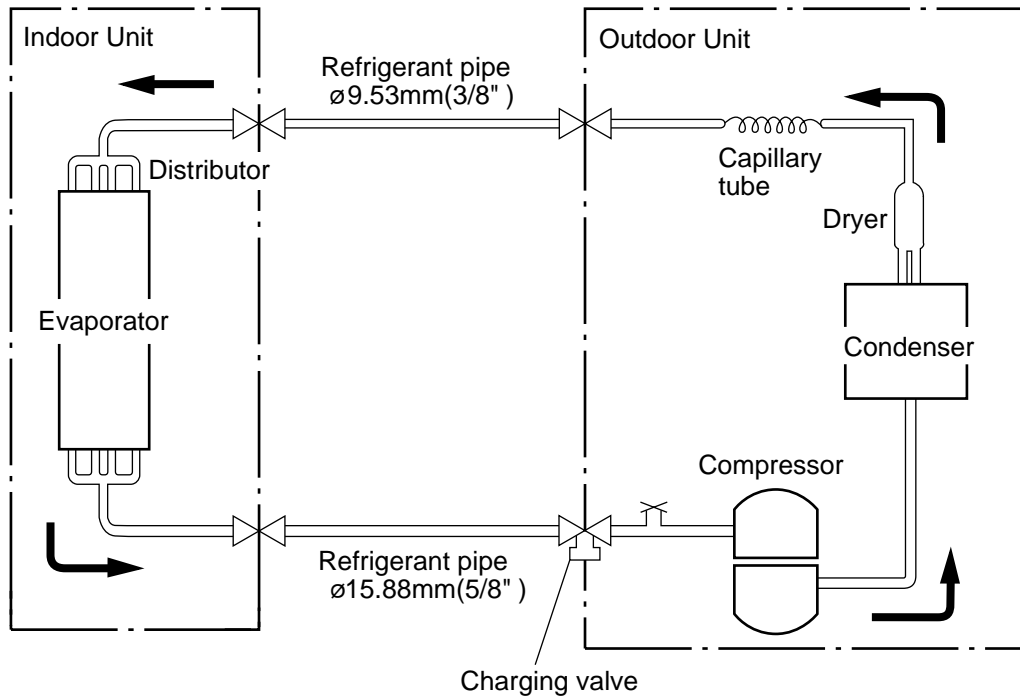 Indoor Unit
Outdoor Unit
Refrigerant pipe
ø9.53mm(3/8" )
Capillary
tube
Distributor
Dryer
Evaporator
Condenser
Compressor
Refrigerant pipe
ø15.88mm(5/8" )
Charging valve